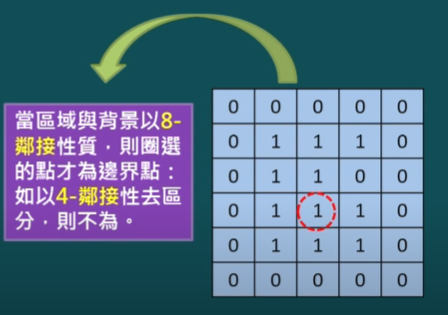 當區域與背景以8-
鄰接性質，則圈選
的點才為邊界點：
如以4-鄰接性去區
分，則不為。
0 0 0 0 0
0 1 1 1 0
0 1 1 0 0
0 1 1 1 0
0 1 1 1 0
0 0 0 0 0